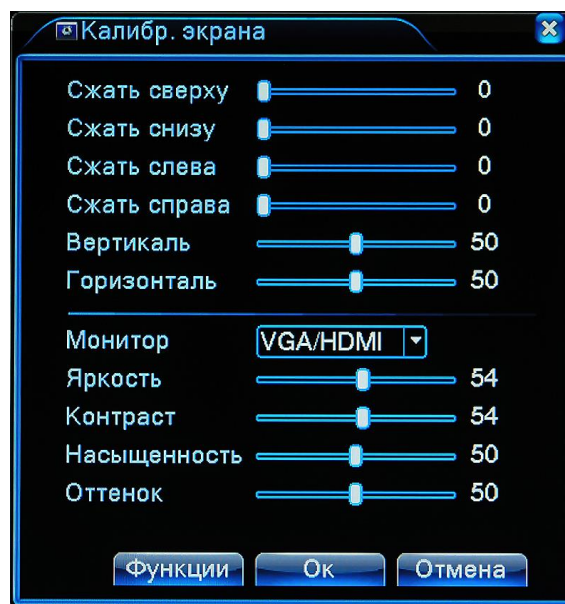 Калибр. экрана
Сжать сверху 0
Сжать снизу 0
Сжать слева 0
Сжать справа 0
Вертикаль 50
Горизонталь 50
Монитор VGA/HDMI
Яркость 54
Контраст 54
Насыщенность 50
Оттенок 50
Функции Ок Отмена